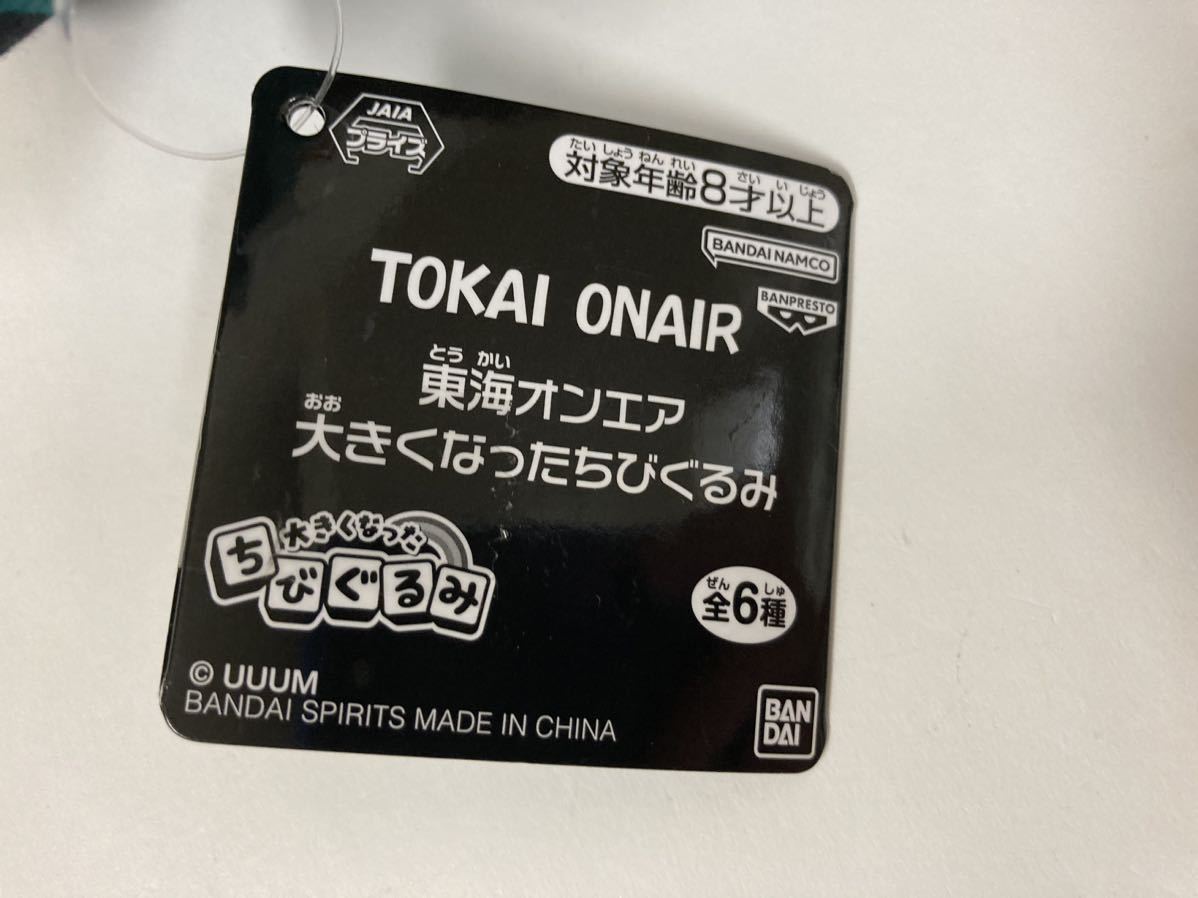 JAIA
プライズ
たいしょうねんれい さい いじょう
対象年齢8才以上
BANDAI NAMCO
BANPRESTO
TOKAI ONAIR
とうかい
東海オンエア
おお
大きくなったちびぐるみ
大きくなった
ちびぐるみ
ぜん しゅ
全6種
© UUUM
BANDAI SPIRITS MADE IN CHINA
BAN
DAI